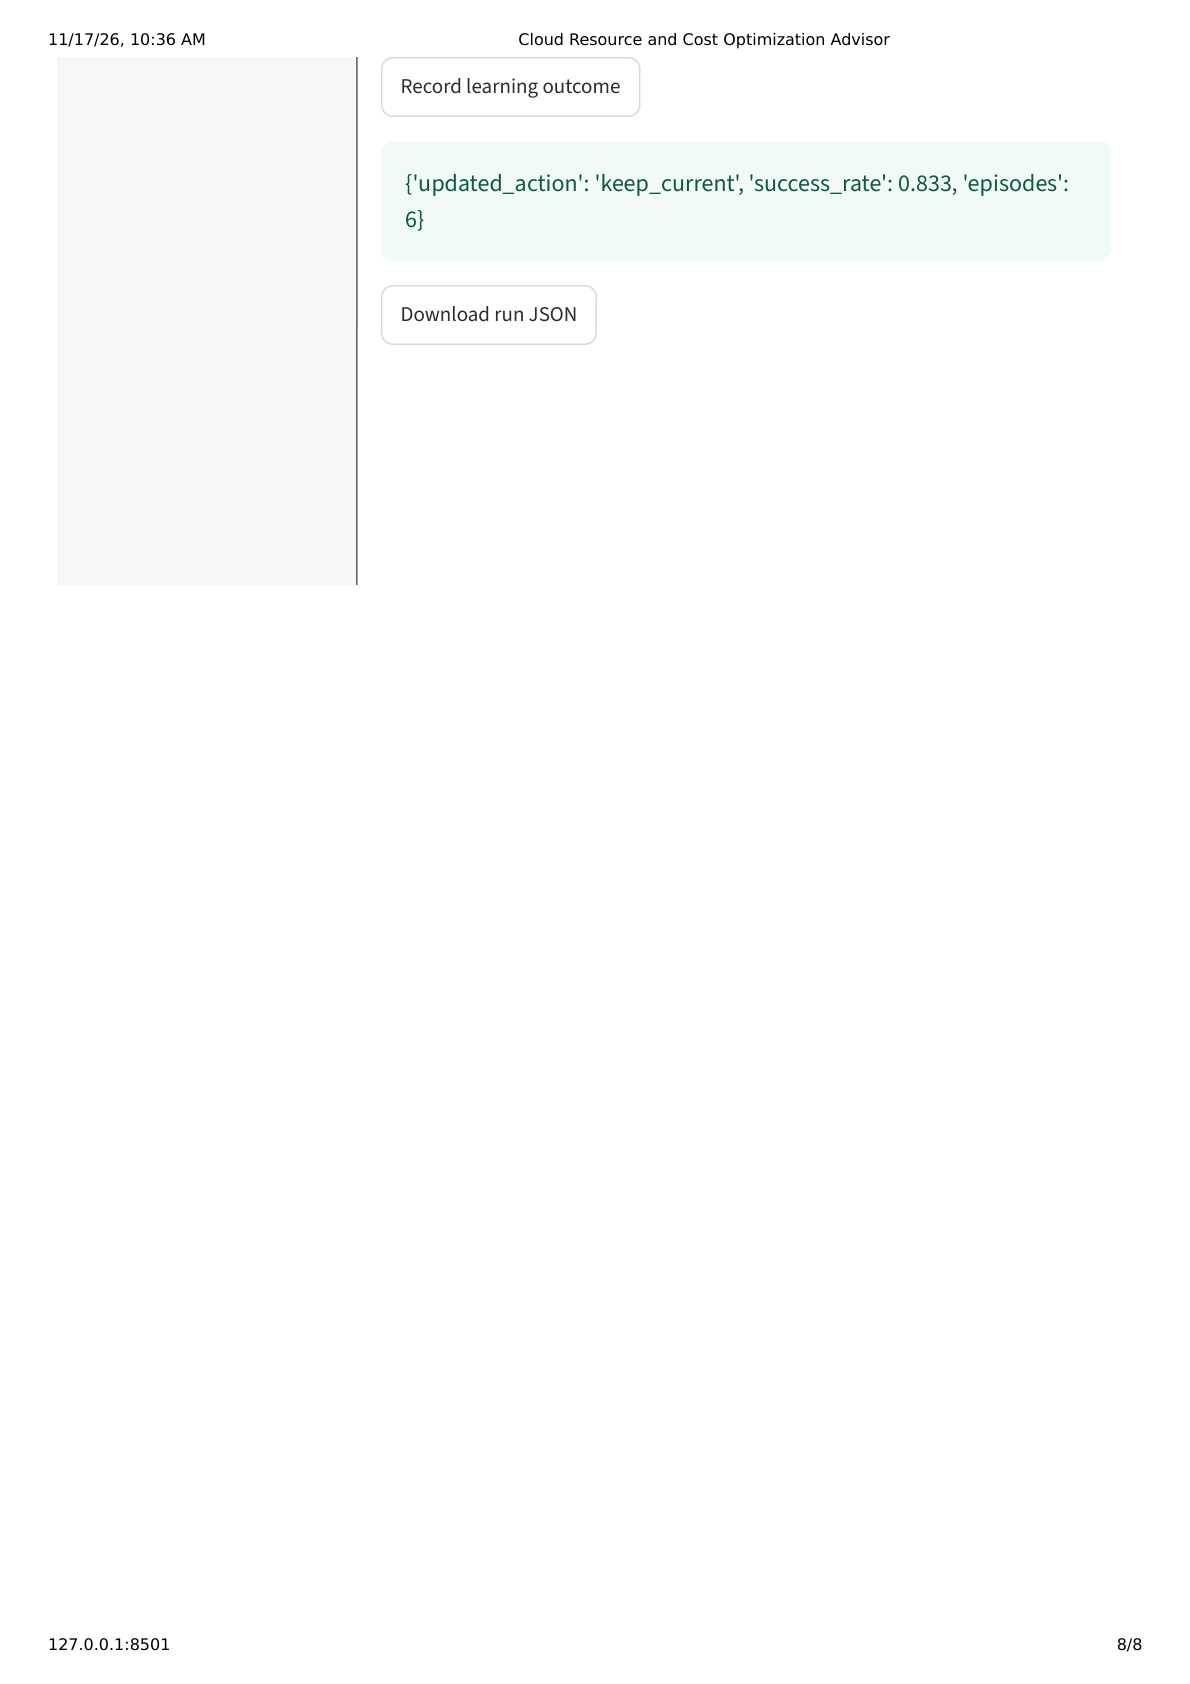 11/17/26, 10:36 AM
Cloud Resource and Cost Optimization Advisor
Record learning outcome
{'updated_action': 'keep_current', 'success_rate': 0.833, 'episodes':
6}
Download run JSON
127.0.0.1:8501
8/8